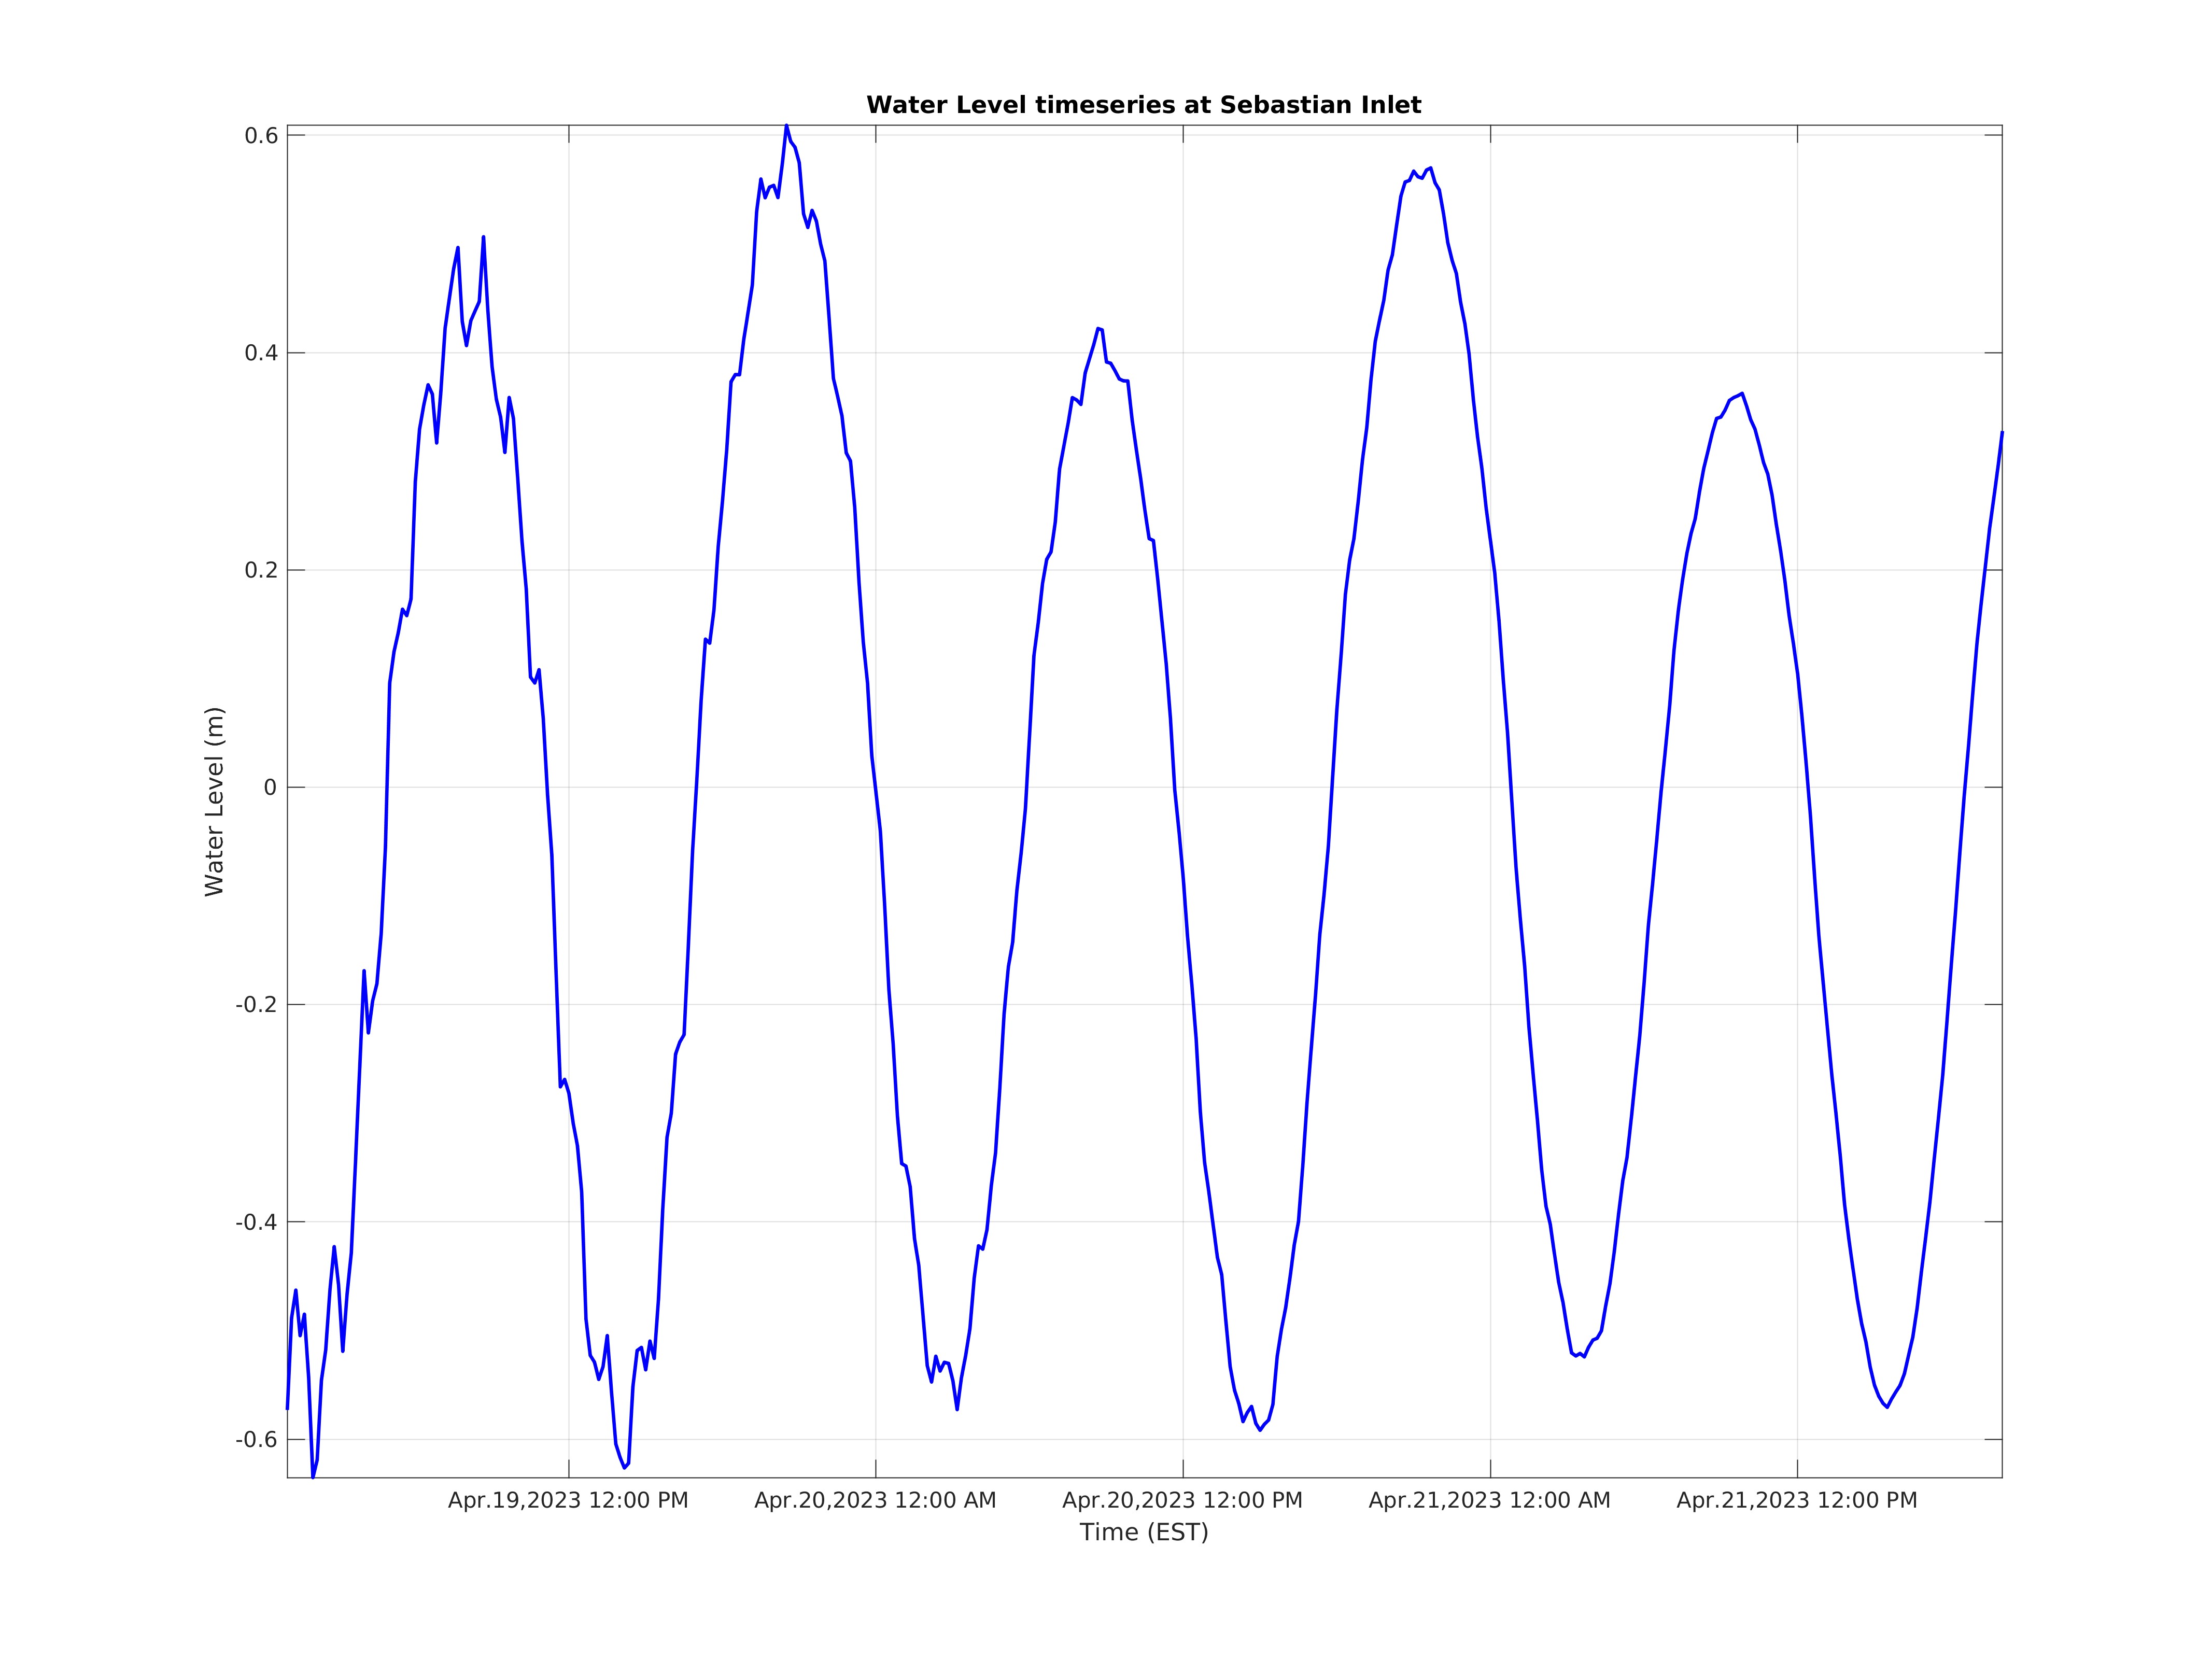 Water Level timeseries at Sebastian Inlet
0.6
0.4
0.2
0
-0.2
-0.4
-0.6
Water Level (m)
Apr.19,2023 12:00 PM
Apr.20,2023 12:00 AM
Apr.20,2023 12:00 PM
Apr.21,2023 12:00 AM
Apr.21,2023 12:00 PM
Time (EST)